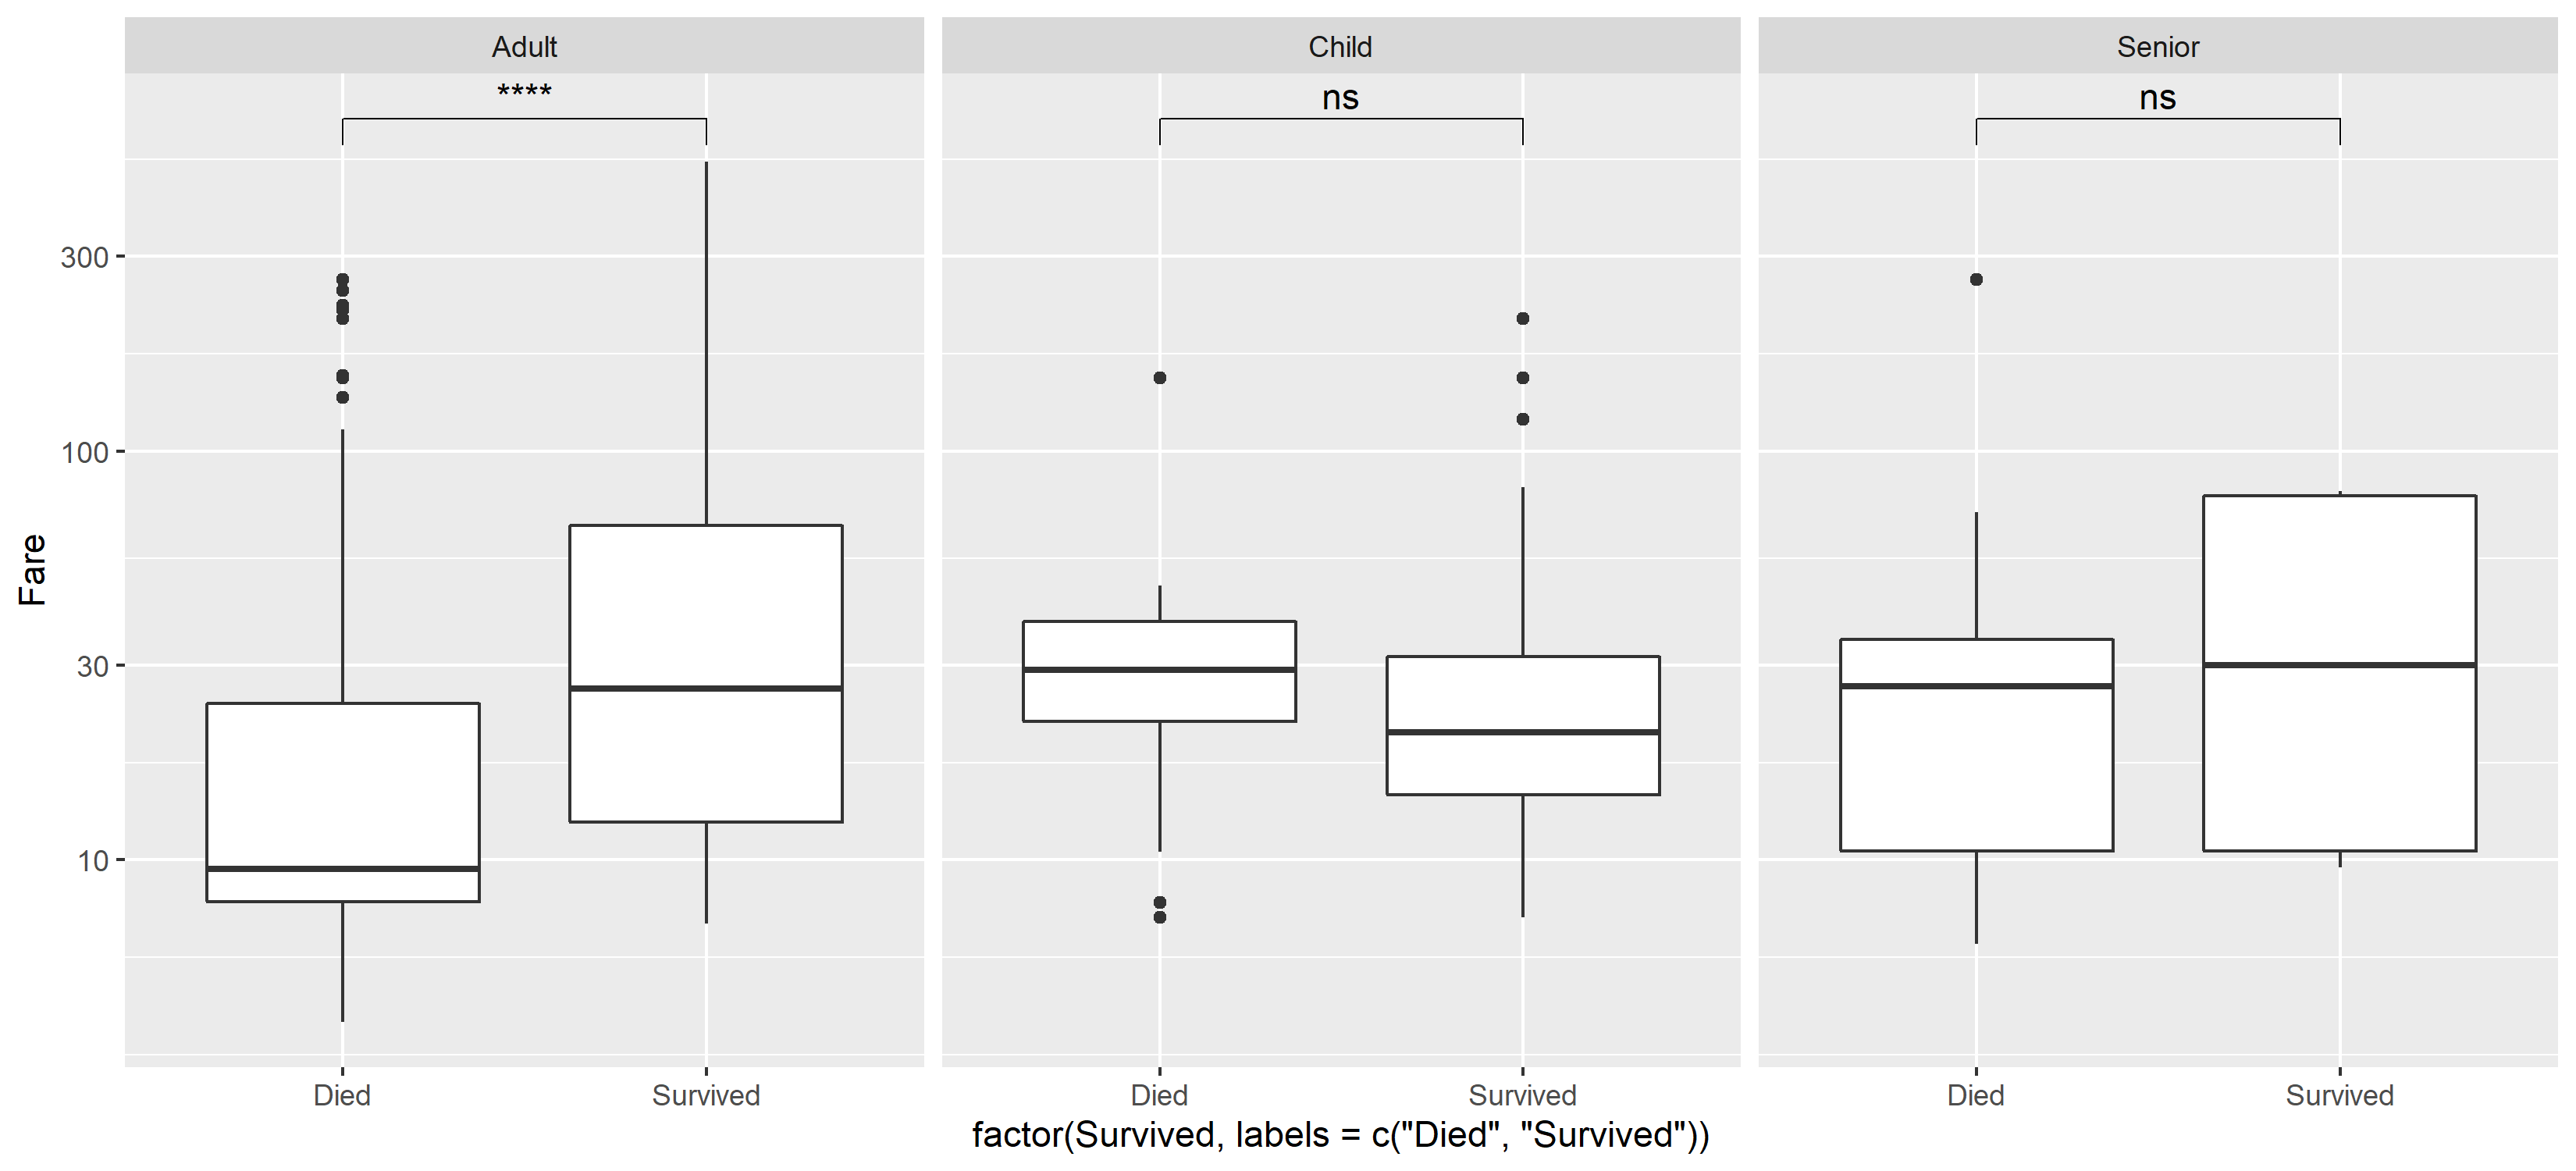 Adult
Child
Senior
****
ns
ns
300
100
30
10
Fare
Died
Survived
Died
Survived
Died
Survived
factor(Survived, labels = c("Died", "Survived"))